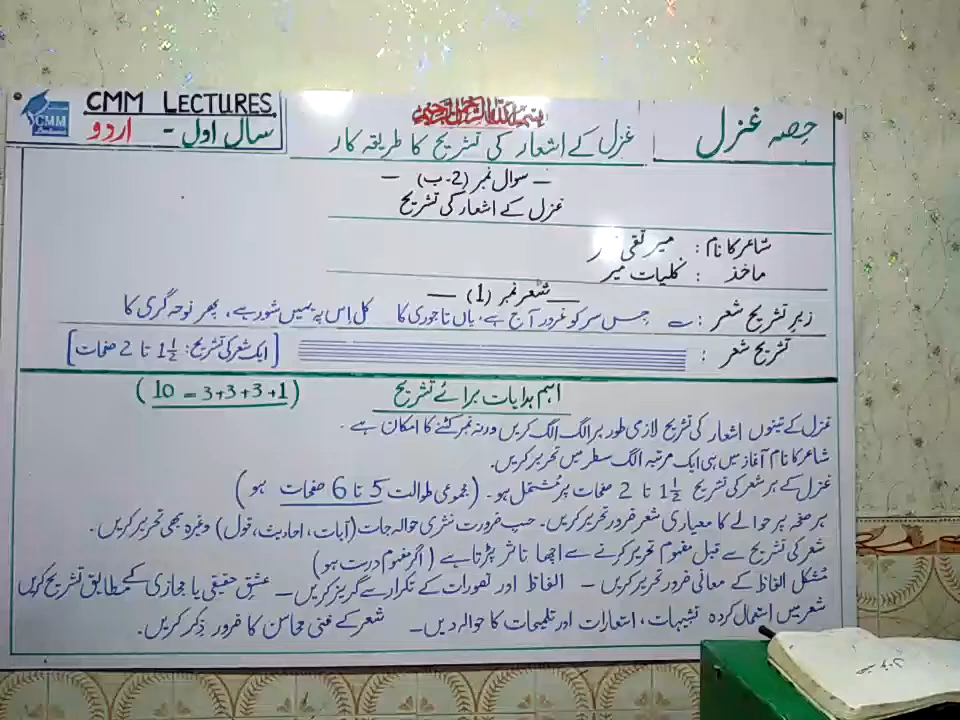 حصہ غزل
بسم اللہ الرحمن الرحیم
غزل کے اشعار کی تشریح کا طریقہ کار
CMM LECTURES
CMM
سال اول - اردو
سوال نمبر (2-ب)
غزل کے اشعار کی تشریح
شاعر کا نام : میر تقی
ماخذ : کلیات میر
شعر نمبر (1)
زیرِ تشریح شعر : جس سر کو غرور آج ہے، یاں تاجوری کا کل اس پہ یہیں شور ہے، پھر نوحہ گری کا
تشریح شعر : [ایک شعر کی تشریح: 1½ تا 2 صفحات]
اہم ہدایات برائے تشریح (10 = 3+3+3+1)
غزل کے تینوں اشعار کی تشریح لازمی طور پر الگ الگ کریں ورنہ نمبر کٹنے کا امکان ہے۔
شاعر کا نام آغاز میں ہی ایک مرتبہ الگ سطر میں تحریر کریں۔
غزل کے ہر شعر کی تشریح 1½ تا 2 صفحات پر مشتمل ہو۔ (مجموعی طوالت 5 تا 6 صفحات ہو)
ہر صفحہ پر حوالے کا معیاری شعر ضرور تحریر کریں۔ حسب ضرورت نثری حوالہ جات (آیات، احادیث، قول) وغیرہ بھی تحریر کریں۔
شعر کی تشریح سے قبل مفہوم تحریر کرنے سے اچھا تاثر پڑتا ہے (اگر مفہوم درست ہو)
مشکل الفاظ کے معانی ضرور تحریر کریں - الفاظ اور تصورات کے تکرار سے گریز کریں - عشق حقیقی یا مجازی کے مطابق تشریح کریں
شعر میں استعمال کردہ تشبیہات، استعارات اور تلمیحات کا حوالہ دیں - شعر کے فنی محاسن کا ضرور ذکر کریں۔